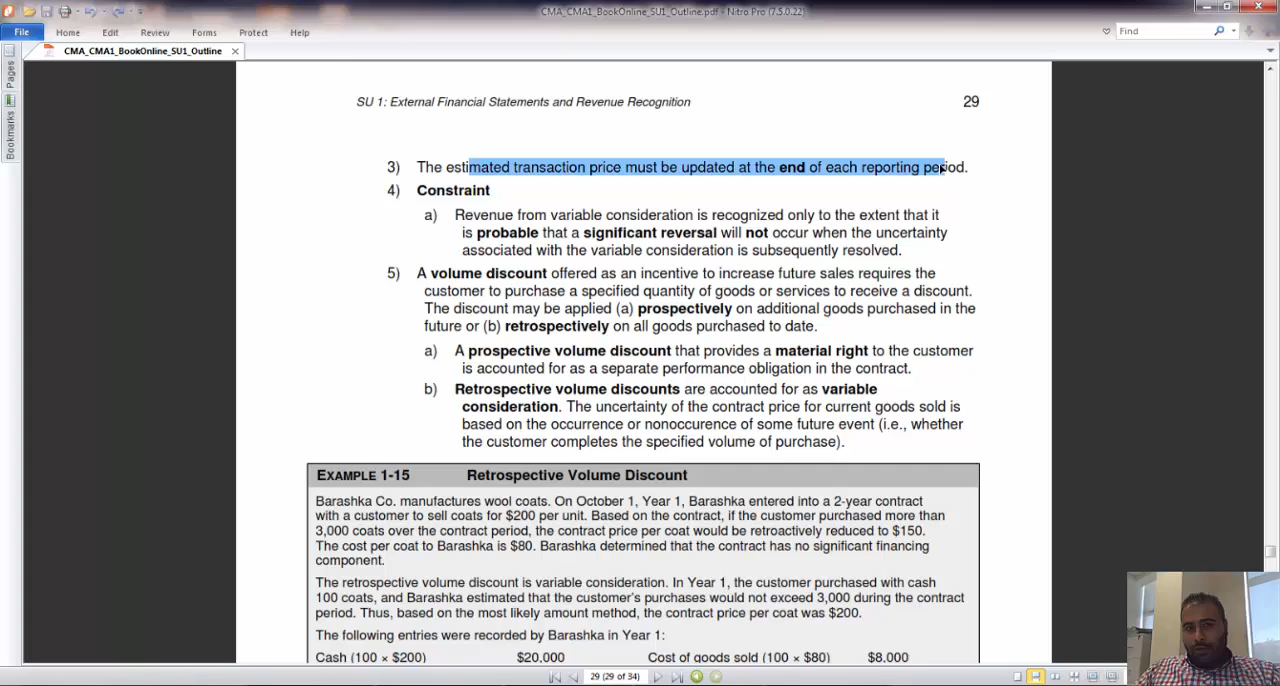 CMA_CMA1_BookOnline_SU1_Outline.pdf - Nitro Pro (7.5.0.22)
File Home Edit Review Forms Protect Help
Find
CMA_CMA1_BookOnline_SU1_Outline
Pages
Bookmarks
SU 1: External Financial Statements and Revenue Recognition 29
3) The estimated transaction price must be updated at the end of each reporting period.
4) Constraint
a) Revenue from variable consideration is recognized only to the extent that it
is probable that a significant reversal will not occur when the uncertainty
associated with the variable consideration is subsequently resolved.
5) A volume discount offered as an incentive to increase future sales requires the
customer to purchase a specified quantity of goods or services to receive a discount.
The discount may be applied (a) prospectively on additional goods purchased in the
future or (b) retrospectively on all goods purchased to date.
a) A prospective volume discount that provides a material right to the customer
is accounted for as a separate performance obligation in the contract.
b) Retrospective volume discounts are accounted for as variable
consideration. The uncertainty of the contract price for current goods sold is
based on the occurrence or nonoccurence of some future event (i.e., whether
the customer completes the specified volume of purchase).
EXAMPLE 1-15 Retrospective Volume Discount
Barashka Co. manufactures wool coats. On October 1, Year 1, Barashka entered into a 2-year contract
with a customer to sell coats for $200 per unit. Based on the contract, if the customer purchased more than
3,000 coats over the contract period, the contract price per coat would be retroactively reduced to $150.
The cost per coat to Barashka is $80. Barashka determined that the contract has no significant financing
component.
The retrospective volume discount is variable consideration. In Year 1, the customer purchased with cash
100 coats, and Barashka estimated that the customer's purchases would not exceed 3,000 during the contract
period. Thus, based on the most likely amount method, the contract price per coat was $200.
The following entries were recorded by Barashka in Year 1:
Cash (100 × $200) $20,000 Cost of goods sold (100 × $80) $8,000
29 (29 of 34)